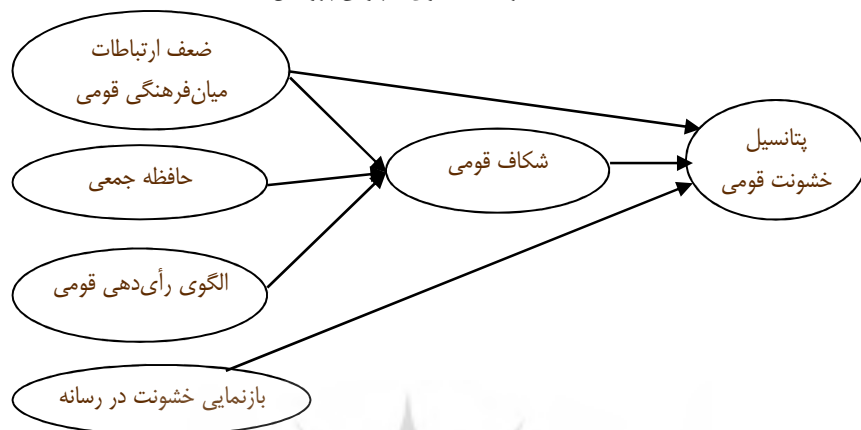 ضعف ارتباطات
میان‌فرهنگی قومی
حافظه جمعی
الگوی رأی‌دهی قومی
بازنمایی خشونت در رسانه
شکاف قومی
پتانسیل
خشونت قومی